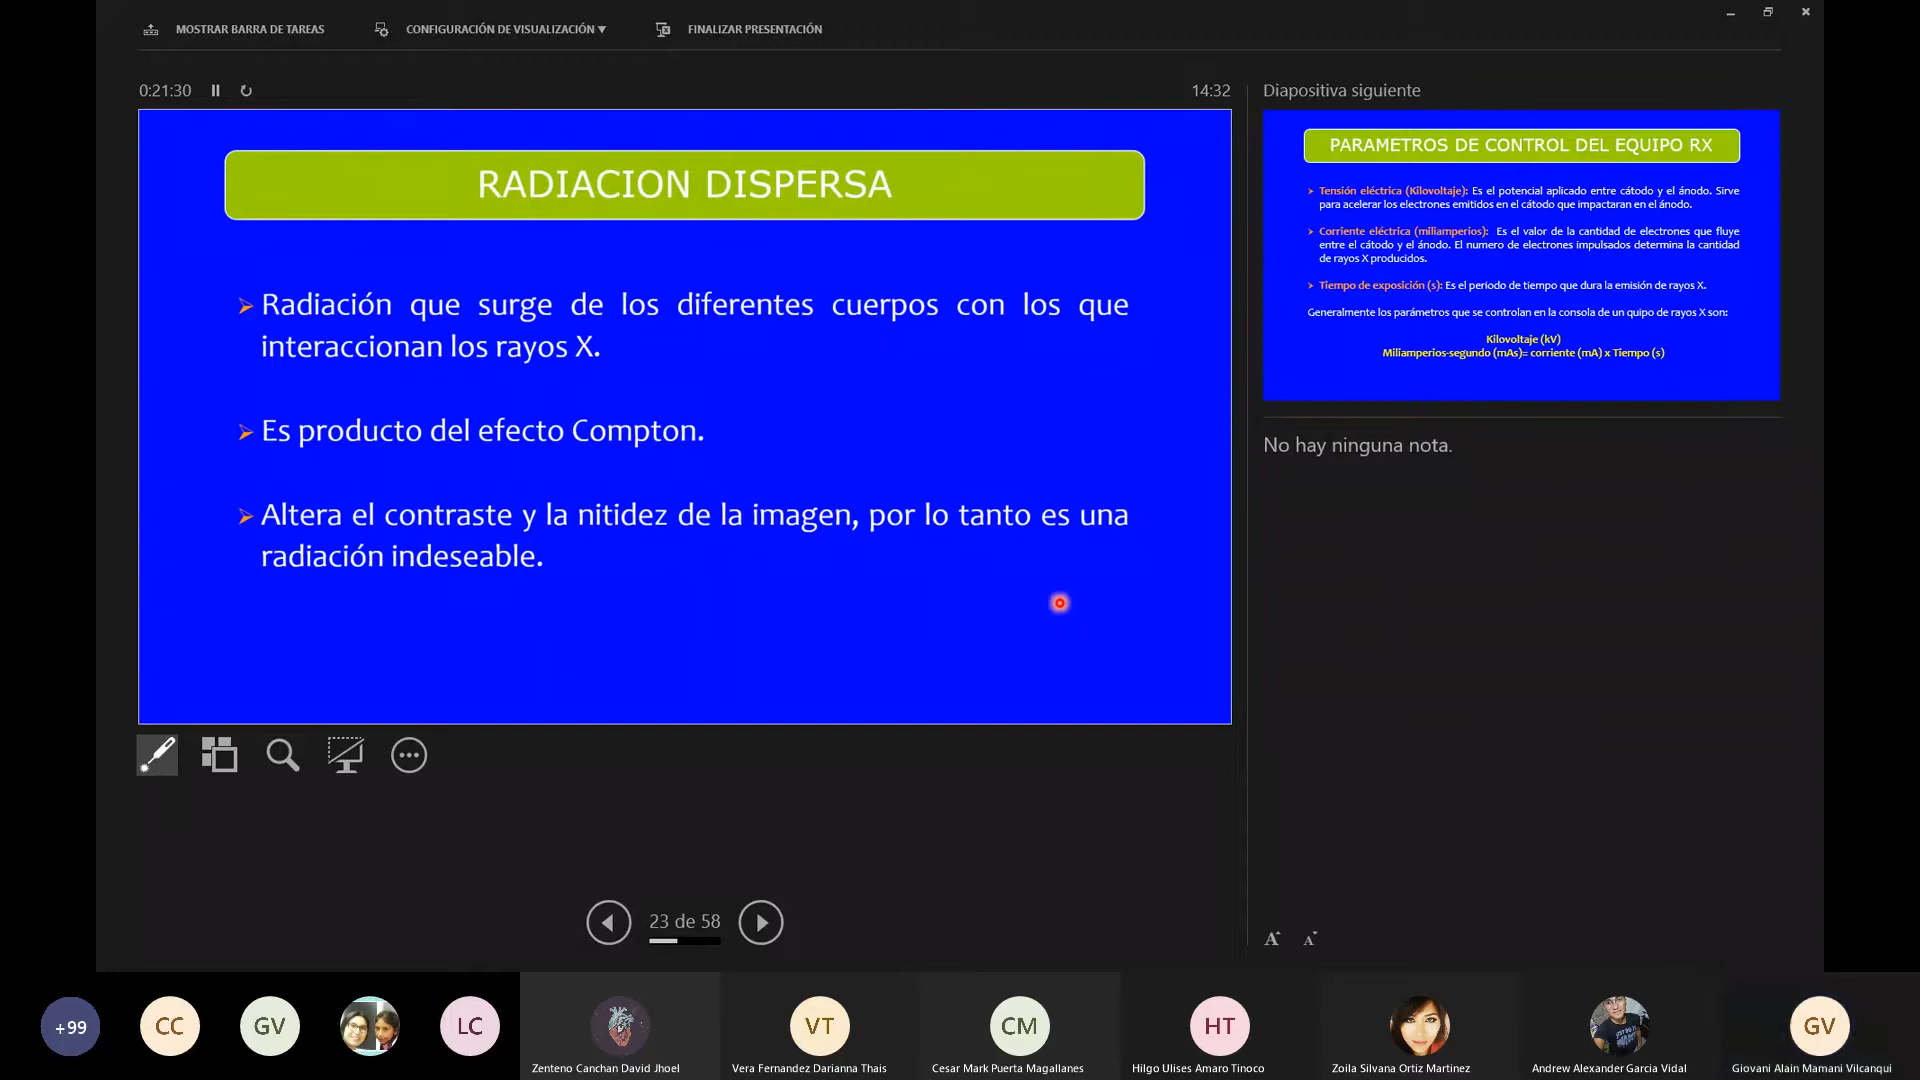 MOSTRAR BARRA DE TAREAS
CONFIGURACIÓN DE VISUALIZACIÓN ▼
FINALIZAR PRESENTACIÓN
0:21:30
14:32
RADIACION DISPERSA
Radiación que surge de los diferentes cuerpos con los que
interaccionan los rayos X.
Es producto del efecto Compton.
Altera el contraste y la nitidez de la imagen, por lo tanto es una
radiación indeseable.
23 de 58
Diapositiva siguiente
PARAMETROS DE CONTROL DEL EQUIPO RX
Tensión eléctrica (Kilovoltaje): Es el potencial aplicado entre cátodo y el ánodo. Sirve
para acelerar los electrones emitidos en el cátodo que impactaran en el ánodo.
Corriente eléctrica (miliamperios): Es el valor de la cantidad de electrones que fluye
entre el cátodo y el ánodo. El numero de electrones impulsados determina la cantidad
de rayos X producidos.
Tiempo de exposición (s): Es el periodo de tiempo que dura la emisión de rayos X.
Generalmente los parámetros que se controlan en la consola de un quipo de rayos X son:
Kilovoltaje (kV)
Miliamperios-segundo (mAs)= corriente (mA) x Tiempo (s)
No hay ninguna nota.
A A
+99
CC
GV
LC
VT
CM
HT
GV
Zenteno Canchan David Jhoel
Vera Fernandez Darianna Thais
Cesar Mark Puerta Magallanes
Hilgo Ulises Amaro Tinoco
Zoila Silvana Ortiz Martinez
Andrew Alexander Garcia Vidal
Giovani Alain Mamani Vilcanqui